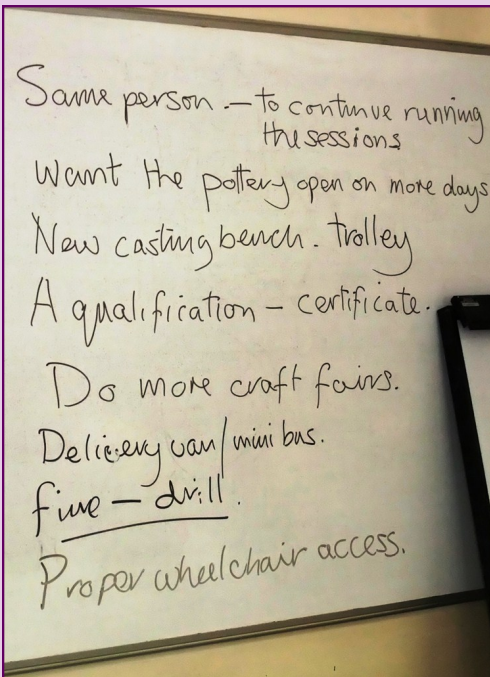 Same person – to continue running
the sessions
Want the pottery open on more days
New casting bench. trolley
A qualification – certificate.
Do more craft fairs.
Delivery van/mini bus.
fire – drill.
Proper wheelchair access.